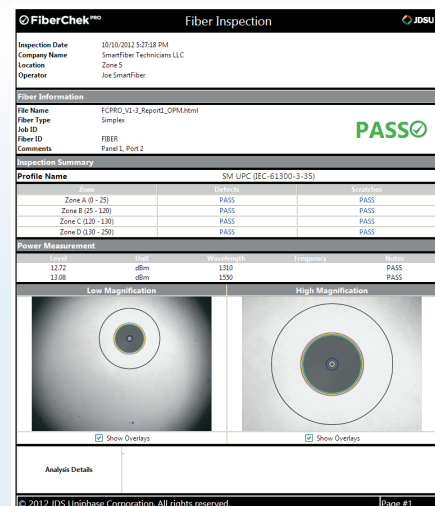 FiberChek PRO Fiber Inspection JDSU
Inspection Date 10/10/2012 5:27:18 PM
Company Name SmartFiber Technicians LLC
Location Zone 5
Operator Joe SmartFiber
Fiber Information
File Name FCPRO_V1-3_Report1_OPM.html
Fiber Type Simplex
Job ID
Fiber ID FIBER
Comments Panel 1, Port 2
PASS
Inspection Summary
Profile Name SM UPC (IEC-61300-3-35)
Zone Defects Scratches
Zone A (0 - 25) PASS PASS
Zone B (25 - 120) PASS PASS
Zone C (120 - 130) PASS PASS
Zone D (130 - 250) PASS PASS
Power Measurement
Level Unit Wavelength Frequency Notes
12.72 dBm 1310 PASS
13.08 dBm 1550 PASS
Low Magnification High Magnification
Show Overlays Show Overlays
Analysis Details
© 2012 JDS Uniphase Corporation. All rights reserved. Page #1